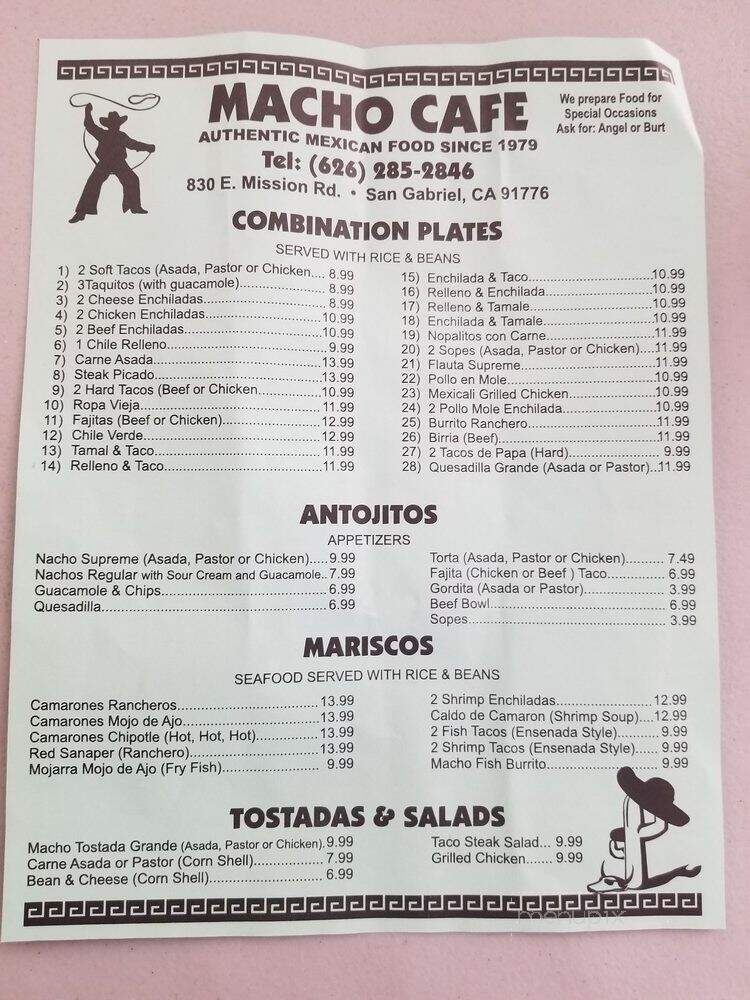 MACHO CAFE
We prepare Food for
Special Occasions
Ask for: Angel or Burt
AUTHENTIC MEXICAN FOOD SINCE 1979
Tel: (626) 285-2846
830 E. Mission Rd. • San Gabriel, CA 91776
COMBINATION PLATES
SERVED WITH RICE & BEANS
1) 2 Soft Tacos (Asada, Pastor or Chicken.... 8.99
2) 3Taquitos (with guacamole)........................ 8.99
3) 2 Cheese Enchiladas................................... 8.99
4) 2 Chicken Enchiladas..................................10.99
5) 2 Beef Enchiladas.......................................10.99
6) 1 Chile Relleno........................................... 9.99
7) Carne Asada..............................................13.99
8) Steak Picado..............................................13.99
9) 2 Hard Tacos (Beef or Chicken...................10.99
10) Ropa Vieja.................................................11.99
11) Fajitas (Beef or Chicken)...........................12.99
12) Chile Verde................................................12.99
13) Tamal & Taco.............................................11.99
14) Relleno & Taco...........................................11.99
15) Enchilada & Taco...................................10.99
16) Relleno & Enchilada...............................10.99
17) Relleno & Tamale...................................10.99
18) Enchilada & Tamale................................10.99
19) Nopalitos con Carne...............................11.99
20) 2 Sopes (Asada, Pastor or Chicken)....11.99
21) Flauta Supreme......................................11.99
22) Pollo en Mole.........................................10.99
23) Mexicali Grilled Chicken.........................10.99
24) 2 Pollo Mole Enchilada...........................10.99
25) Burrito Ranchero....................................11.99
26) Birria (Beef)............................................11.99
27) 2 Tacos de Papa (Hard)......................... 9.99
28) Quesadilla Grande (Asada or Pastor)..11.99
ANTOJITOS
APPETIZERS
Nacho Supreme (Asada, Pastor or Chicken).....9.99
Nachos Regular with Sour Cream and Guacamole..7.99
Guacamole & Chips.........................................6.99
Quesadilla......................................................6.99
Torta (Asada, Pastor or Chicken).......... 7.49
Fajita (Chicken or Beef ) Taco............... 6.99
Gordita (Asada or Pastor)..................... 3.99
Beef Bowl............................................. 6.99
Sopes................................................... 3.99
MARISCOS
SEAFOOD SERVED WITH RICE & BEANS
Camarones Rancheros...................................13.99
Camarones Mojo de Ajo..................................13.99
Camarones Chipotle (Hot, Hot, Hot)...............13.99
Red Sanaper (Ranchero)................................13.99
Mojarra Mojo de Ajo (Fry Fish)........................ 9.99
2 Shrimp Enchiladas..............................12.99
Caldo de Camaron (Shrimp Soup)....12.99
2 Fish Tacos (Ensenada Style).......... 9.99
2 Shrimp Tacos (Ensenada Style)...... 9.99
Macho Fish Burrito............................. 9.99
TOSTADAS & SALADS
Macho Tostada Grande (Asada, Pastor or Chicken).9.99
Carne Asada or Pastor (Corn Shell)................. 7.99
Bean & Cheese (Corn Shell)............................ 6.99
Taco Steak Salad... 9.99
Grilled Chicken....... 9.99
menupix